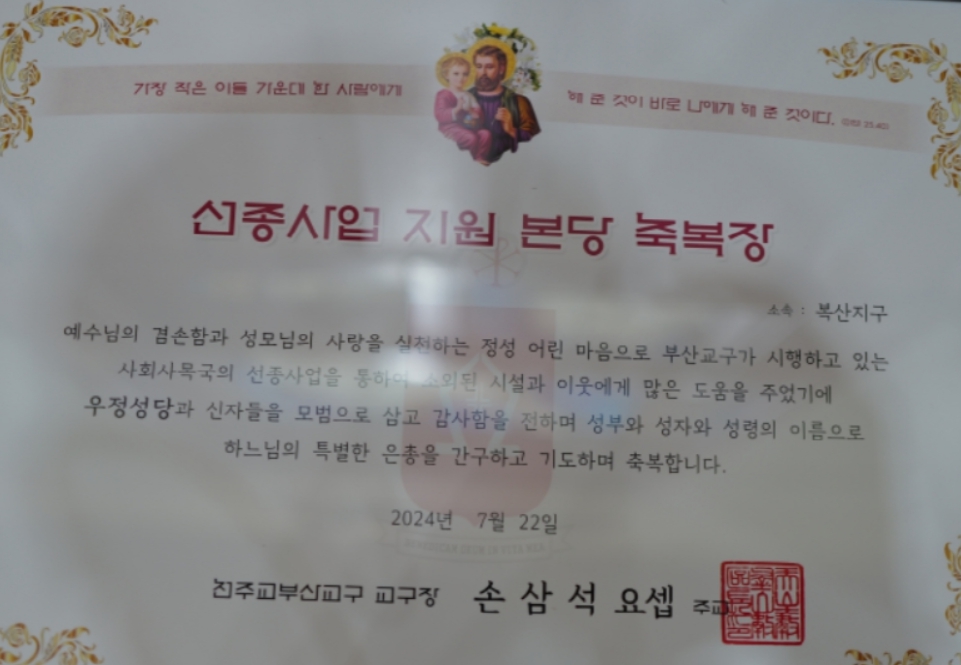 가장 작은 이들 가운데 한 사람에게
해 준 것이 바로 나에게 해 준 것이다. (마태 25,40)
선종사업 지원 본당 축복장
소속 : 복산지구
예수님의 겸손함과 성모님의 사랑을 실천하는 정성 어린 마음으로 부산교구가 시행하고 있는
사회사목국의 선종사업을 통하여 소외된 시설과 이웃에게 많은 도움을 주었기에
우정성당과 신자들을 모범으로 삼고 감사함을 전하며 성부와 성자와 성령의 이름으로
하느님의 특별한 은총을 간구하고 기도하며 축복합니다.
2024년 7월 22일
천주교부산교구 교구장 손 삼 석 요셉 주교